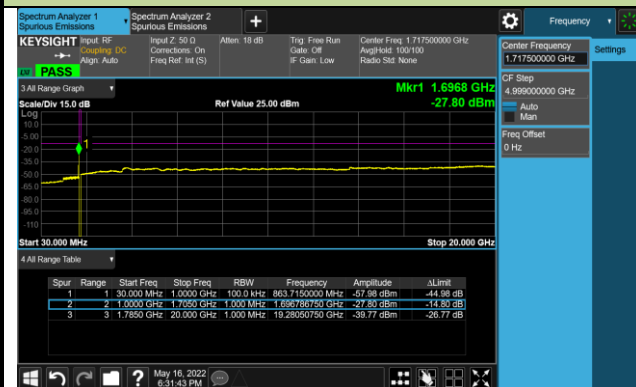 Spectrum Analyzer 1
Spurious Emissions
Spectrum Analyzer 2
Spurious Emissions
+
Frequency
KEYSIGHT
Input: RF
Coupling: DC
Align: Auto
Input Z: 50 Ω
Corrections: On
Freq Ref: Int (S)
Atten: 18 dB
Trig: Free Run
Gate: Off
IF Gain: Low
Center Freq: 1.717500000 GHz
Avg|Hold: 100/100
Radio Std: None
PASS
Center Frequency
1.717500000 GHz
Settings
CF Step
4.999000000 GHz
Auto
Man
Freq Offset
0 Hz
3 All Range Graph
Mkr1 1.6968 GHz
Scale/Div 15.0 dB
Ref Value 25.00 dBm
-27.80 dBm
Log
10.0
-5.00
-20.0
-35.0
-50.0
-65.0
-80.0
-95.0
-110
1
Start 30.000 MHz
Stop 20.000 GHz
4 All Range Table
Spur Range Start Freq Stop Freq RBW Frequency Amplitude ΔLimit
1 1 30.000 MHz 1.0000 GHz 100.0 kHz 863.7150000 MHz -57.98 dBm -44.98 dB
2 2 1.0000 GHz 1.7050 GHz 1.000 MHz 1.696786750 GHz -27.80 dBm -14.80 dB
3 3 1.7850 GHz 20.000 GHz 1.000 MHz 19.28050750 GHz -39.77 dBm -26.77 dB
?
May 16, 2022
6:31:43 PM